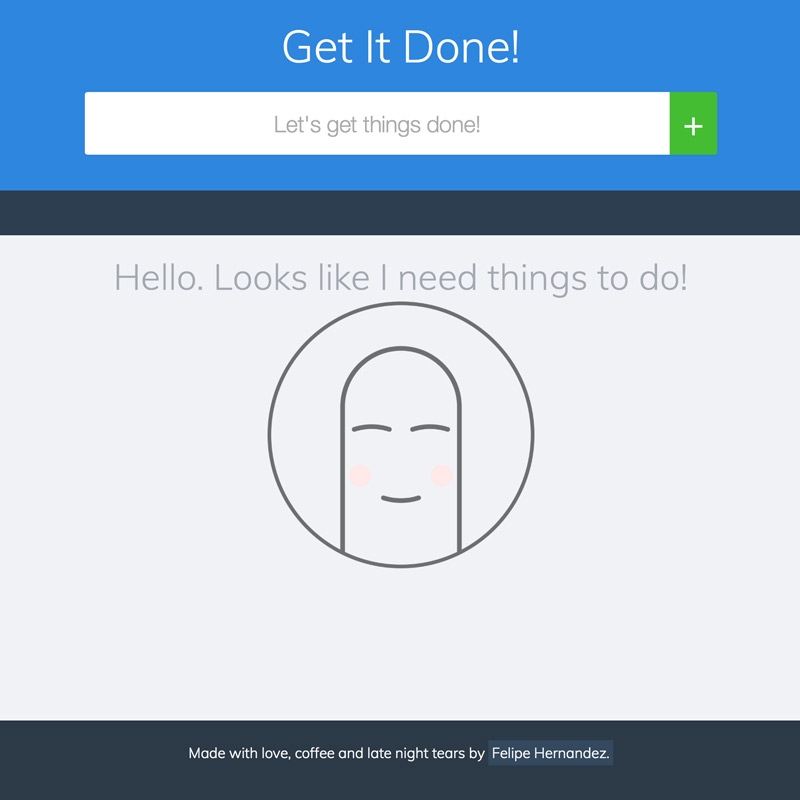 Get It Done!
Let's get things done!
+
Hello. Looks like I need things to do!
Made with love, coffee and late night tears by Felipe Hernandez.